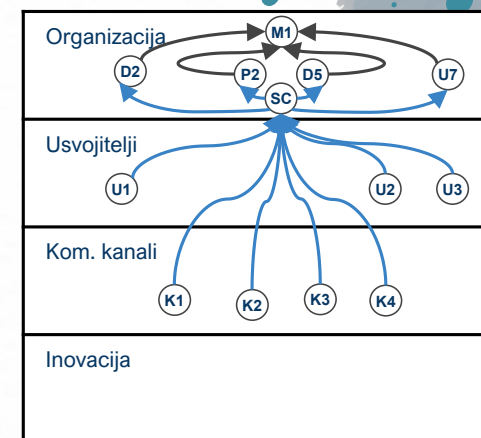 Organizacija
M1
D2
P2
D5
U7
SC
Usvojitelji
U1
U2
U3
Kom. kanali
K1
K2
K3
K4
Inovacija